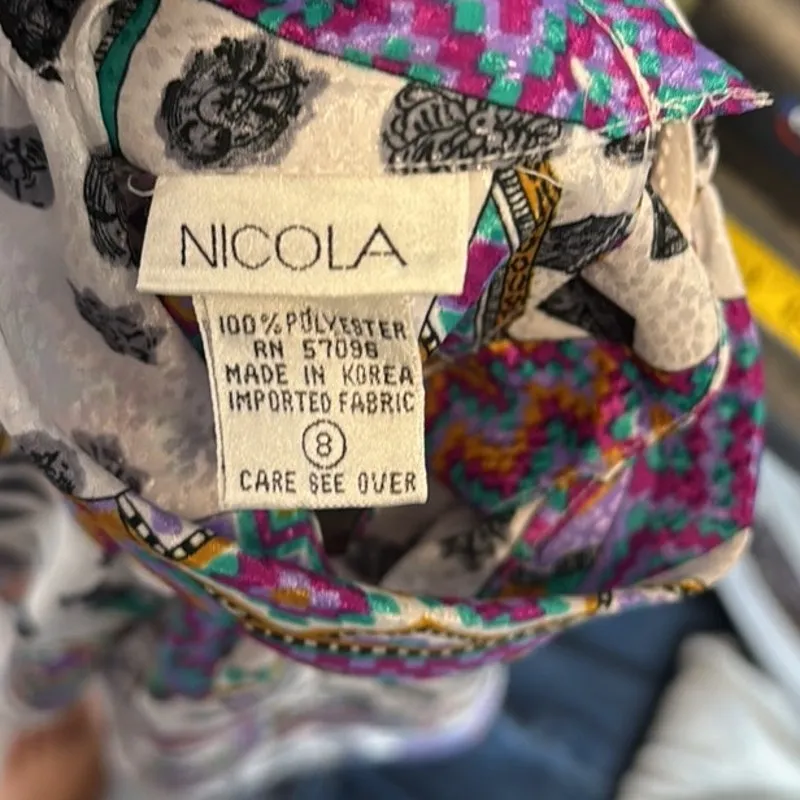 NICOLA
100% POLYESTER
RN 57096
MADE IN KOREA
IMPORTED FABRIC
8
CARE SEE OVER